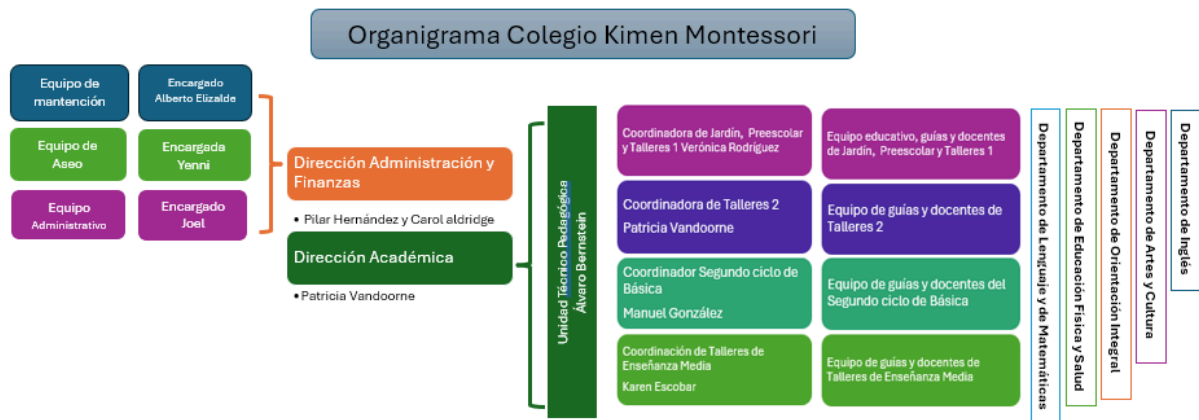 Organigrama Colegio Kimen Montessori
Equipo de
mantención
Encargado
Alberto Elizalde
Equipo de
Aseo
Encargada
Yenni
Equipo
Administrativo
Encargado
Joel
Dirección Administración y
Finanzas
• Pilar Hernández y Carol aldridge
Dirección Académica
• Patricia Vandoorne
Unidad Técnico Pedagógica
Álvaro Bernstein
Coordinadora de Jardín, Preescolar
y Talleres 1 Verónica Rodríguez
Equipo educativo, guías y docentes
de Jardín, Preescolar y Talleres 1
Coordinadora de Talleres 2
Patricia Vandoorne
Equipo de guías y docentes de
Talleres 2
Coordinador Segundo ciclo de
Básica
Manuel González
Equipo de guías y docentes del
Segundo ciclo de Básica
Coordinación de Talleres de
Enseñanza Media
Karen Escobar
Equipo de guías y docentes de
Talleres de Enseñanza Media
Departamento de Lenguaje y de Matemáticas
Departamento de Educación Física y Salud
Departamento de Orientación Integral
Departamento de Artes y Cultura
Departamento de Inglés